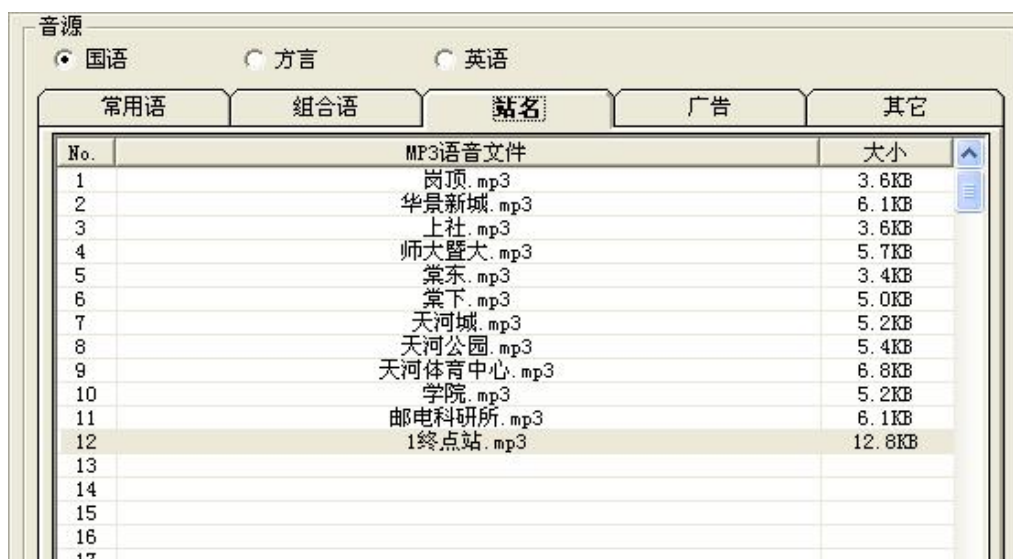 音源
国语 方言 英语
常用语 组合语 站名 广告 其它
No. MP3语音文件 大小
1 岗顶.mp3 3.6KB
2 华景新城.mp3 6.1KB
3 上社.mp3 3.6KB
4 师大暨大.mp3 5.7KB
5 棠东.mp3 3.4KB
6 棠下.mp3 5.0KB
7 天河城.mp3 5.2KB
8 天河公园.mp3 5.4KB
9 天河体育中心.mp3 6.8KB
10 学院.mp3 5.2KB
11 邮电科研所.mp3 6.1KB
12 1终点站.mp3 12.8KB
13
14
15
16
17